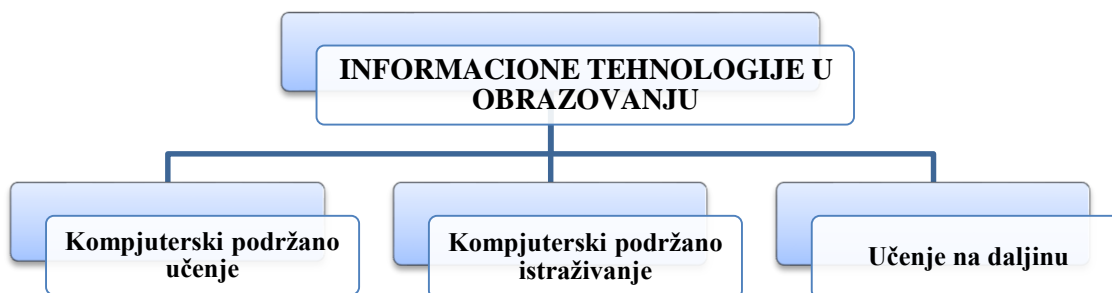 INFORMACIONE TEHNOLOGIJE U
OBRAZOVANJU
Kompjuterski podržano
učenje
Kompjuterski podržano
istraživanje
Učenje na daljinu